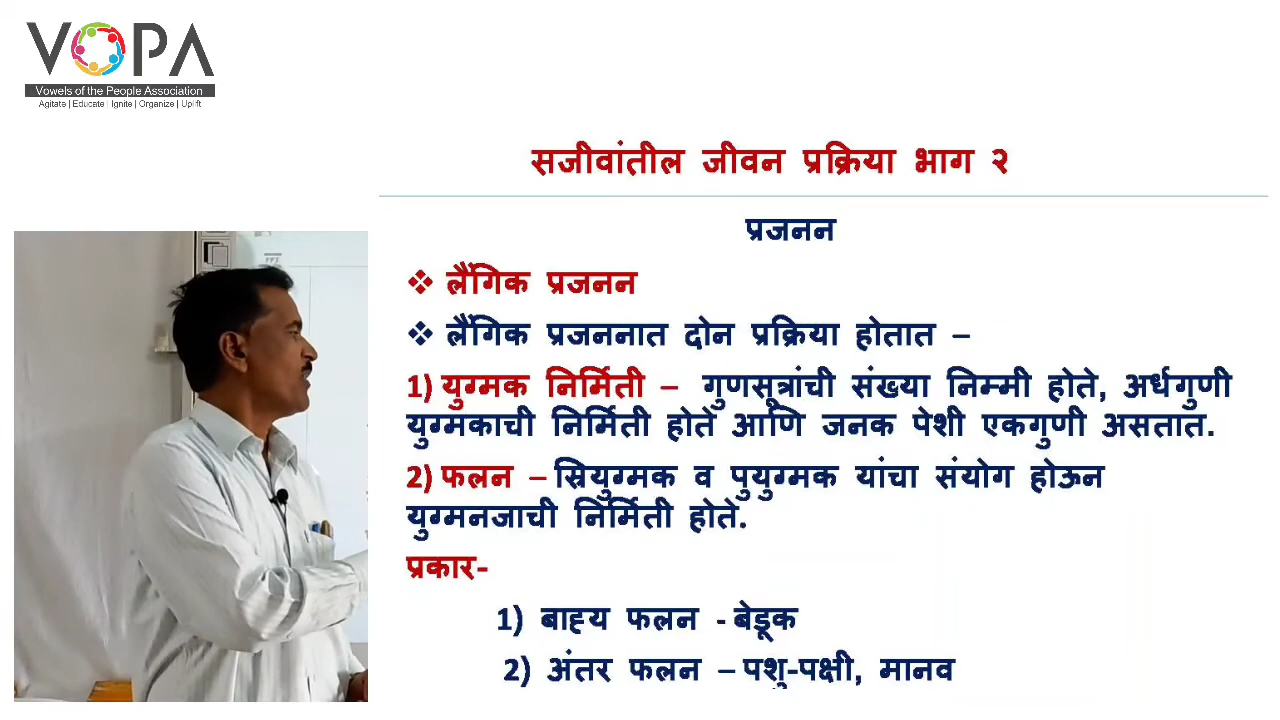 VOPA
Vowels of the People Association
Agitate | Educate | Ignite | Organize | Uplift
सजीवांतील जीवन प्रक्रिया भाग २
प्रजनन
❖ लैंगिक प्रजनन
❖ लैंगिक प्रजननात दोन प्रक्रिया होतात –
1) युग्मक निर्मिती – गुणसूत्रांची संख्या निम्मी होते, अर्धगुणी
युग्मकाची निर्मिती होते आणि जनक पेशी एकगुणी असतात.
2) फलन – स्रियुग्मक व पुयुग्मक यांचा संयोग होऊन
युग्मनजाची निर्मिती होते.
प्रकार-
1) बाह्य फलन - बेडूक
2) अंतर फलन – पशु-पक्षी, मानव